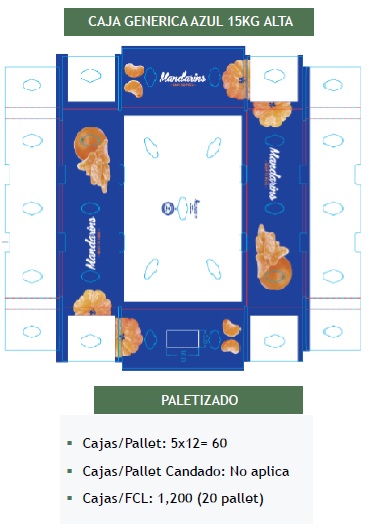 CAJA GENERICA AZUL 15KG ALTA
Mandarins
Mandarins
Mandarins
PALETIZADO
Cajas/Pallet: 5x12= 60
Cajas/Pallet Candado: No aplica
Cajas/FCL: 1,200 (20 pallet)